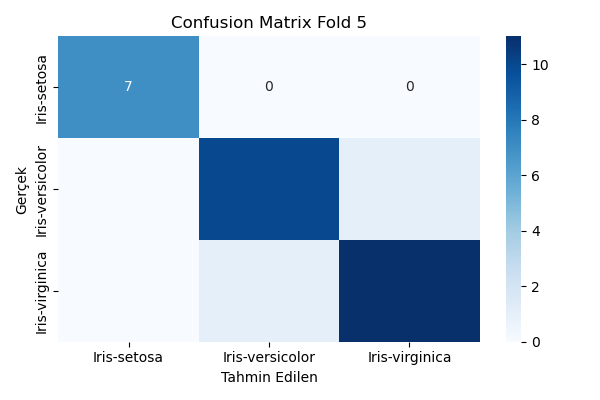 Confusion Matrix Fold 5
Gerçek
Iris-setosa
7 0 0
Iris-versicolor
Iris-virginica
Iris-setosa Iris-versicolor Iris-virginica
Tahmin Edilen
10
8
6
4
2
0